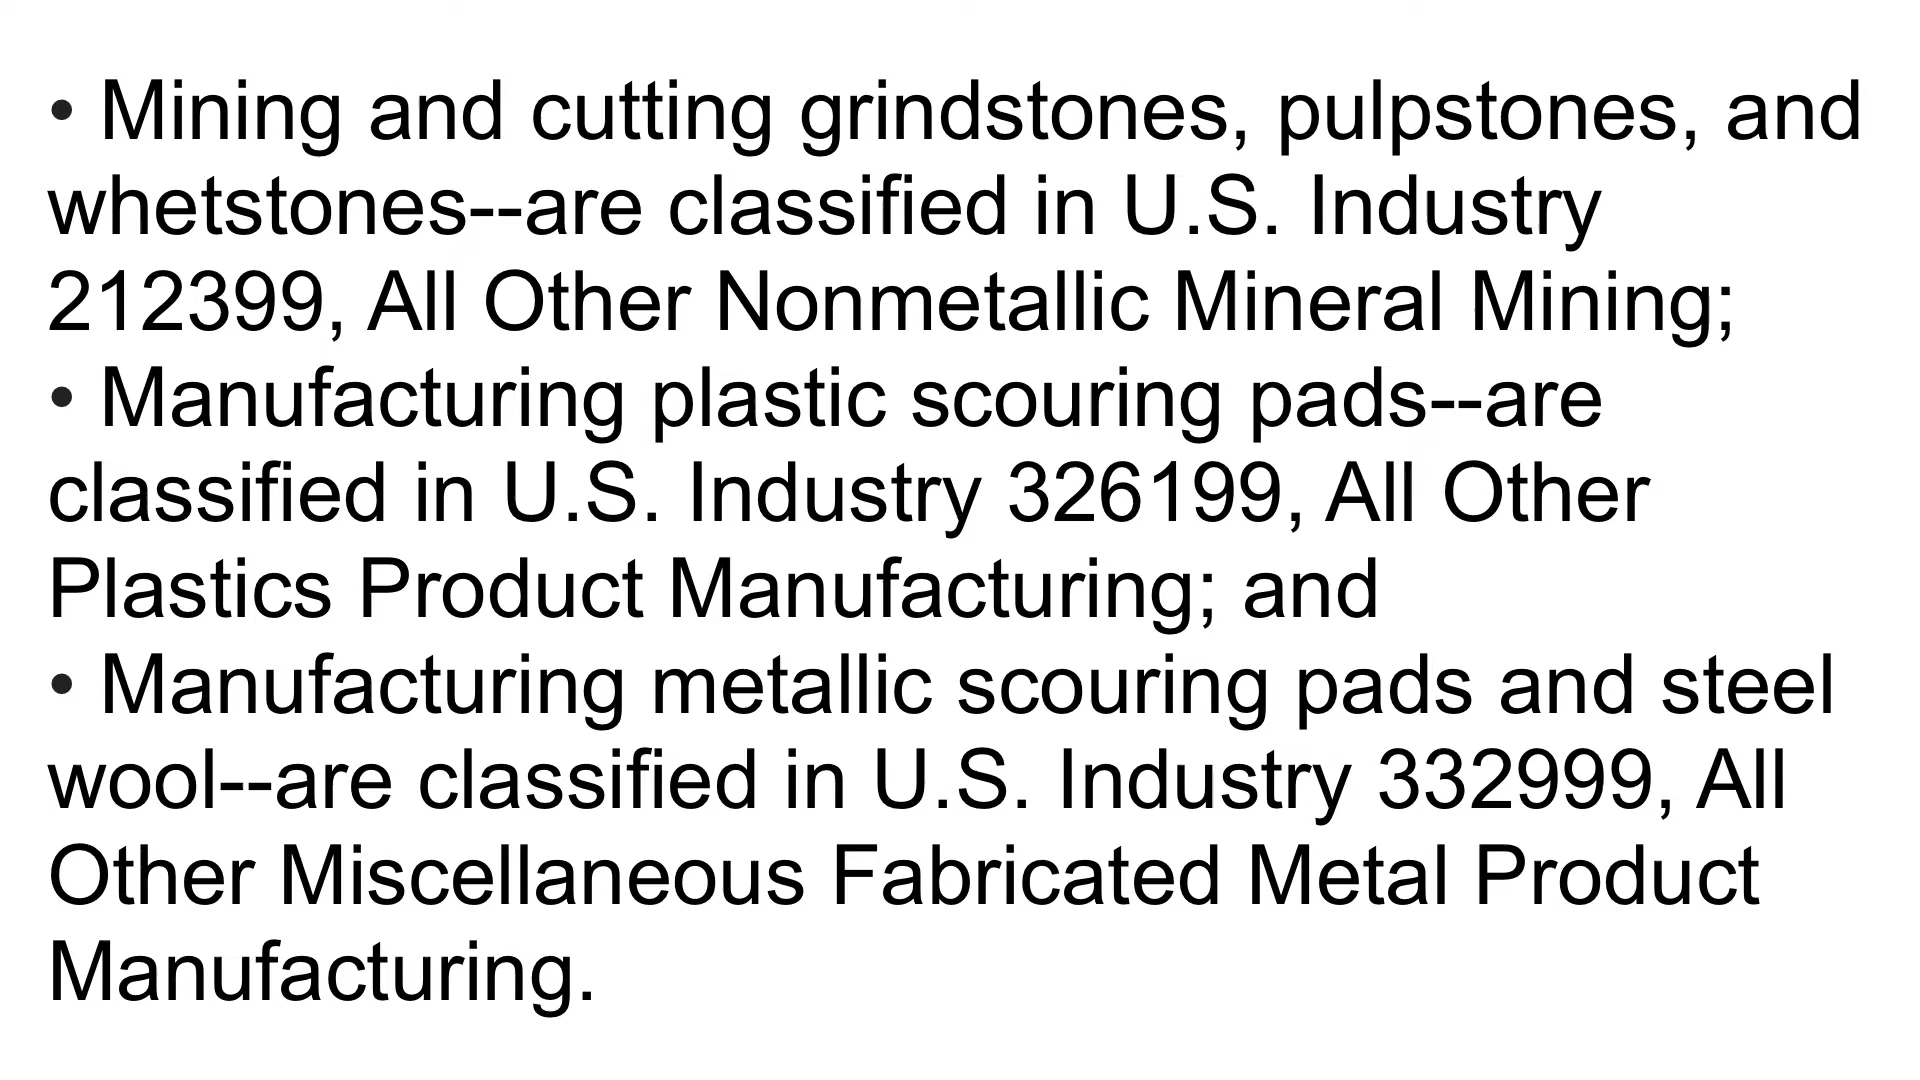 • Mining and cutting grindstones, pulpstones, and
whetstones--are classified in U.S. Industry
212399, All Other Nonmetallic Mineral Mining;
• Manufacturing plastic scouring pads--are
classified in U.S. Industry 326199, All Other
Plastics Product Manufacturing; and
• Manufacturing metallic scouring pads and steel
wool--are classified in U.S. Industry 332999, All
Other Miscellaneous Fabricated Metal Product
Manufacturing.